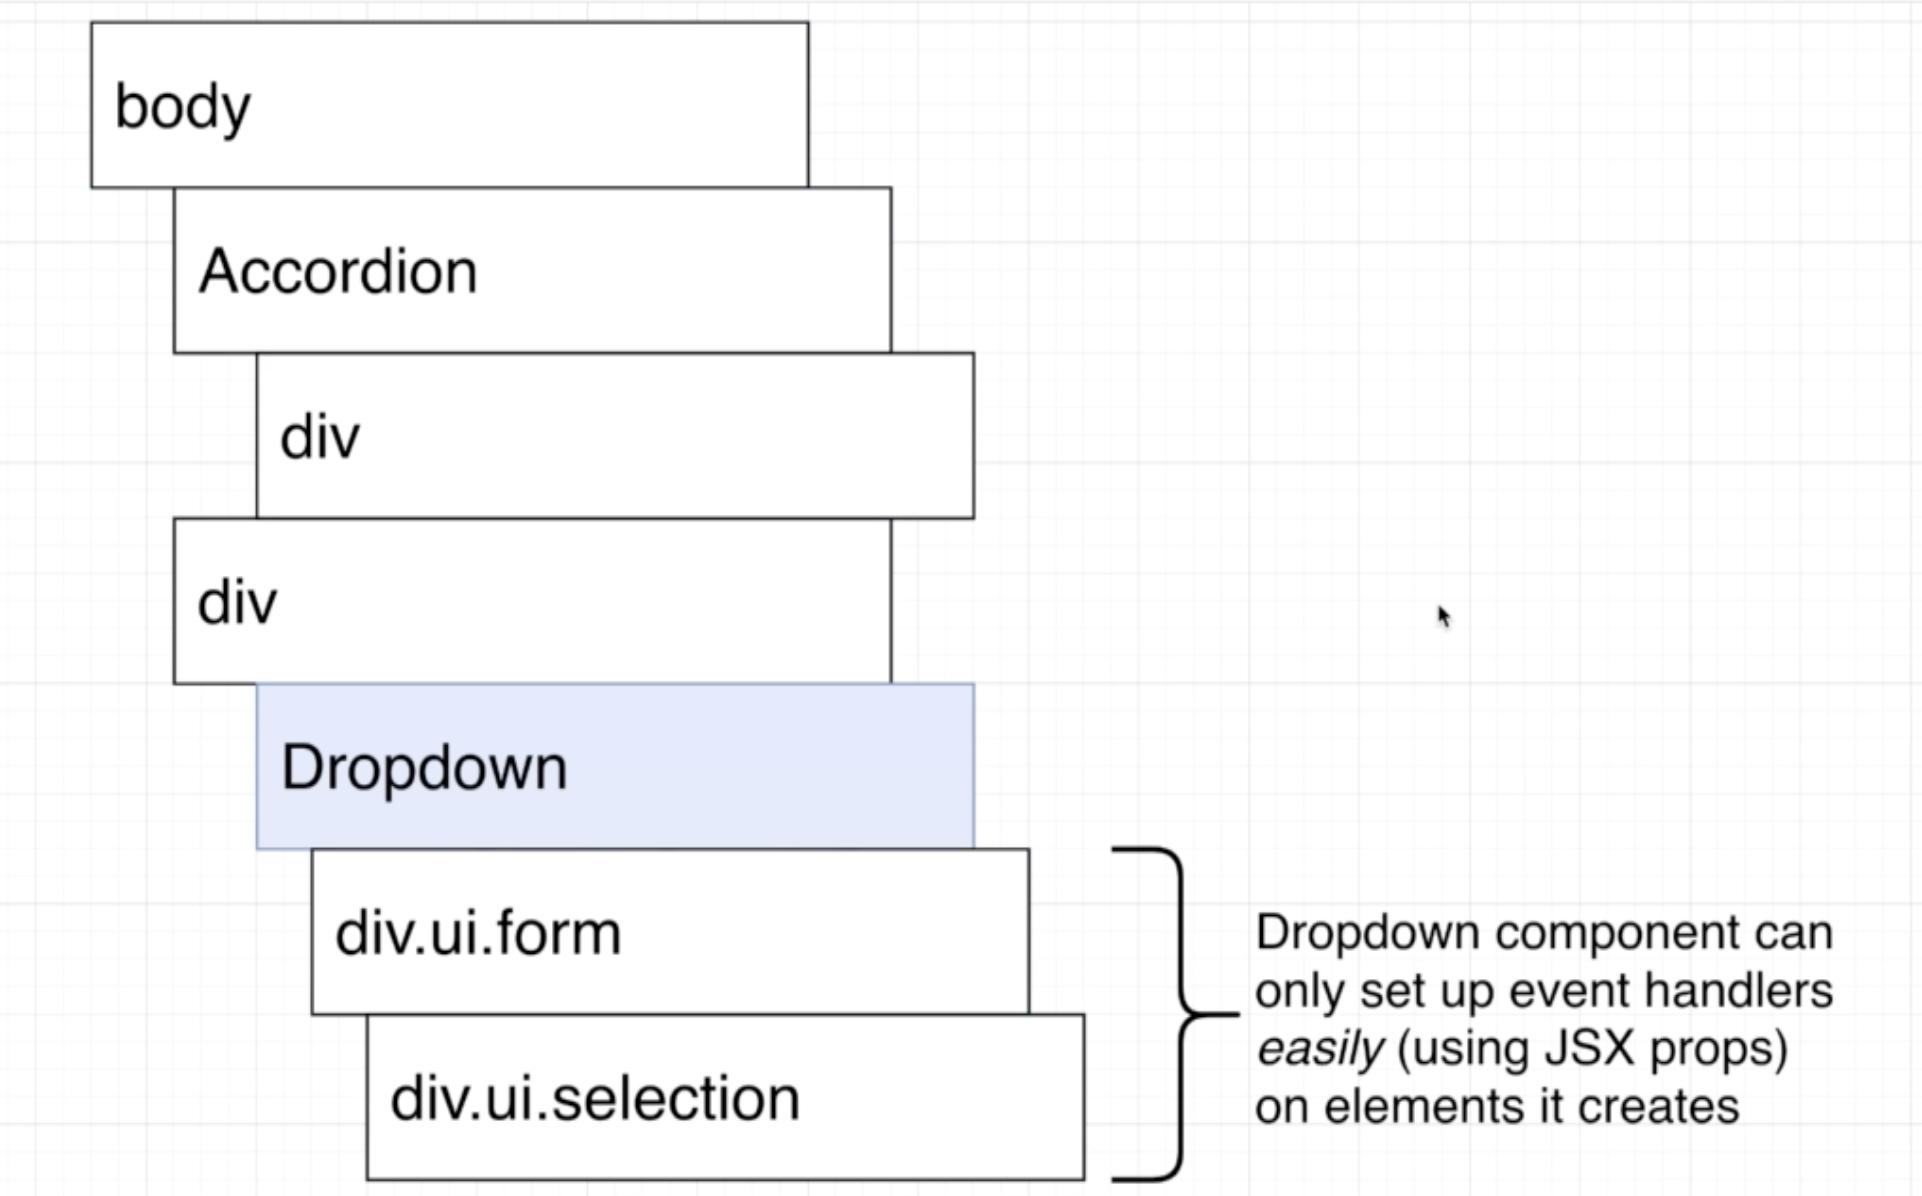 body
Accordion
div
div
Dropdown
div.ui.form
div.ui.selection
Dropdown component can
only set up event handlers
easily (using JSX props)
on elements it creates